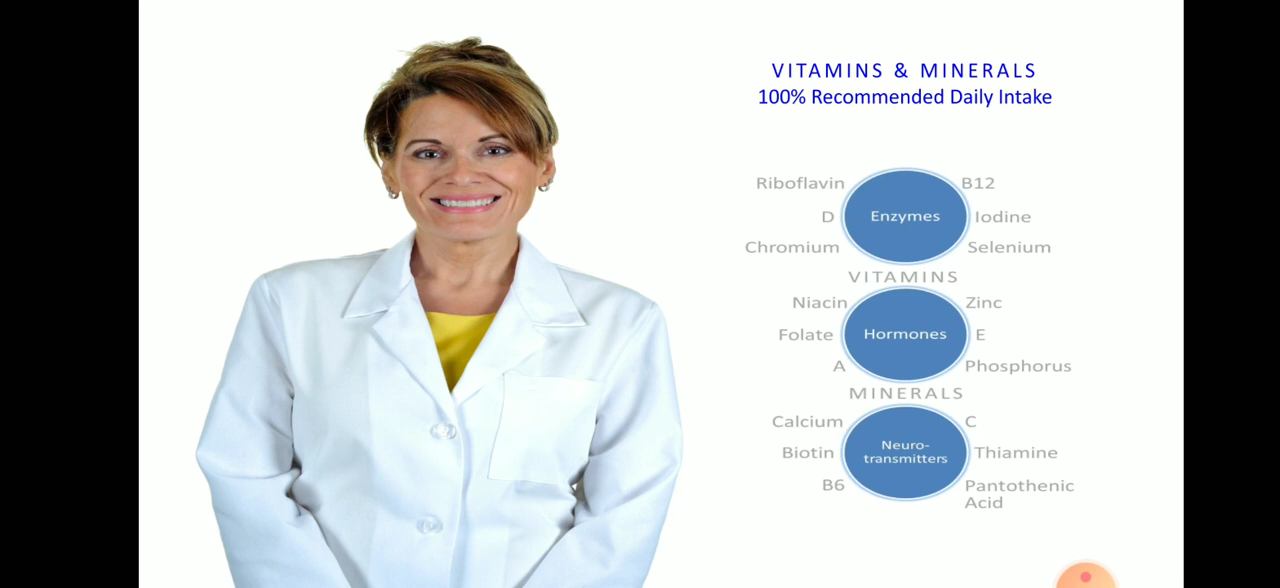 VITAMINS & MINERALS
100% Recommended Daily Intake
Riboflavin
B12
D
Enzymes
Iodine
Chromium
Selenium
VITAMINS
Niacin
Zinc
Folate
Hormones
E
A
Phosphorus
MINERALS
Calcium
C
Biotin
Neuro-
transmitters
Thiamine
B6
Pantothenic
Acid